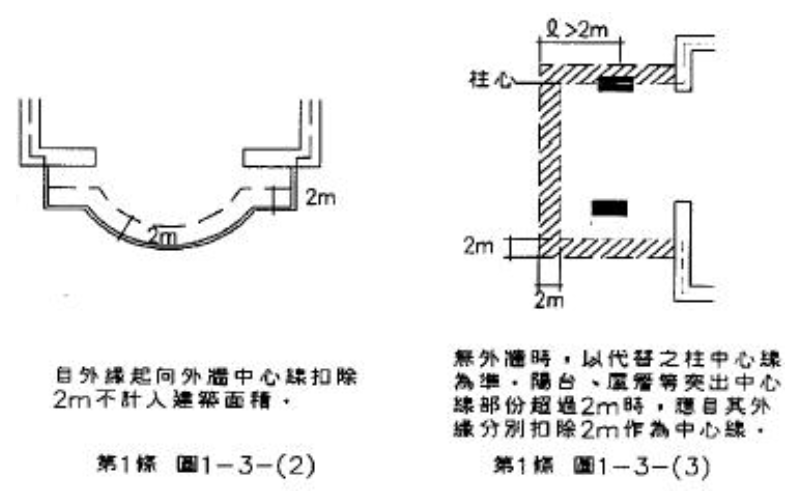 ℓ>2m
柱心
2m
2m
2m
2m
自外緣起向外牆中心線扣除
2m不計入建築面積。
第1條 圖1-3-(2)
無外牆時，以代替之柱中心線
為準。陽台、屋簷等突出中心
線部份超過2m時，應自其外
緣分別扣除2m作為中心線。
第1條 圖1-3-(3)